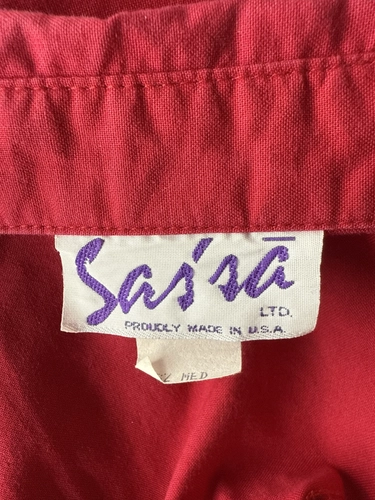 Sas'sā
LTD.
PROUDLY MADE IN U.S.A.
MED